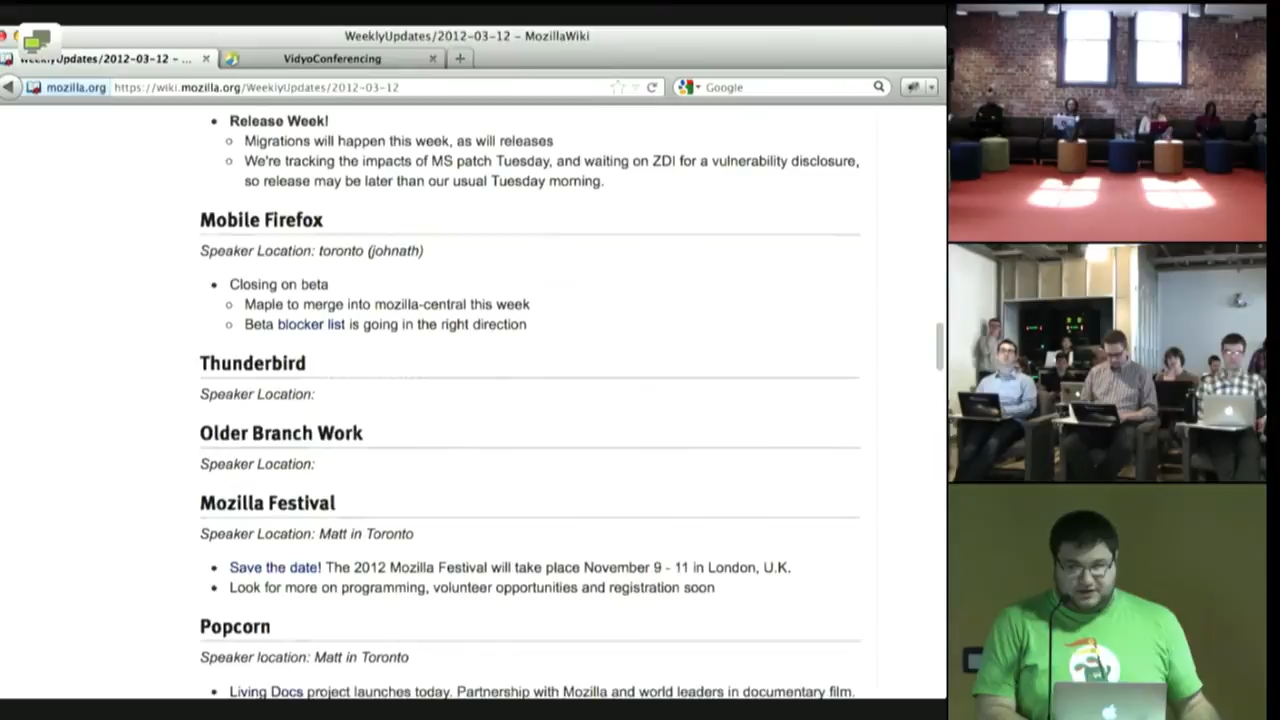 WeeklyUpdates/2012-03-12 – MozillaWiki
WeeklyUpdates/2012-03-12 – ...
VidyoConferencing
mozilla.org
https://wiki.mozilla.org/WeeklyUpdates/2012-03-12
Google
Release Week!
Migrations will happen this week, as will releases
We're tracking the impacts of MS patch Tuesday, and waiting on ZDI for a vulnerability disclosure,
so release may be later than our usual Tuesday morning.
Mobile Firefox
Speaker Location: toronto (johnath)
Closing on beta
Maple to merge into mozilla-central this week
Beta blocker list is going in the right direction
Thunderbird
Speaker Location:
Older Branch Work
Speaker Location:
Mozilla Festival
Speaker Location: Matt in Toronto
Save the date! The 2012 Mozilla Festival will take place November 9 - 11 in London, U.K.
Look for more on programming, volunteer opportunities and registration soon
Popcorn
Speaker location: Matt in Toronto
Living Docs project launches today. Partnership with Mozilla and world leaders in documentary film.